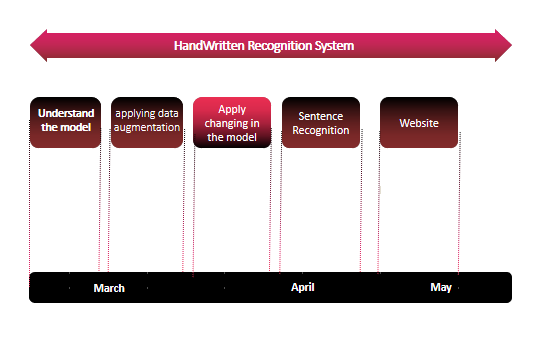 HandWritten Recognition System
Understand
the model
applying data
augmentation
Apply
changing in
the model
Sentence
Recognition
Website
March
April
May